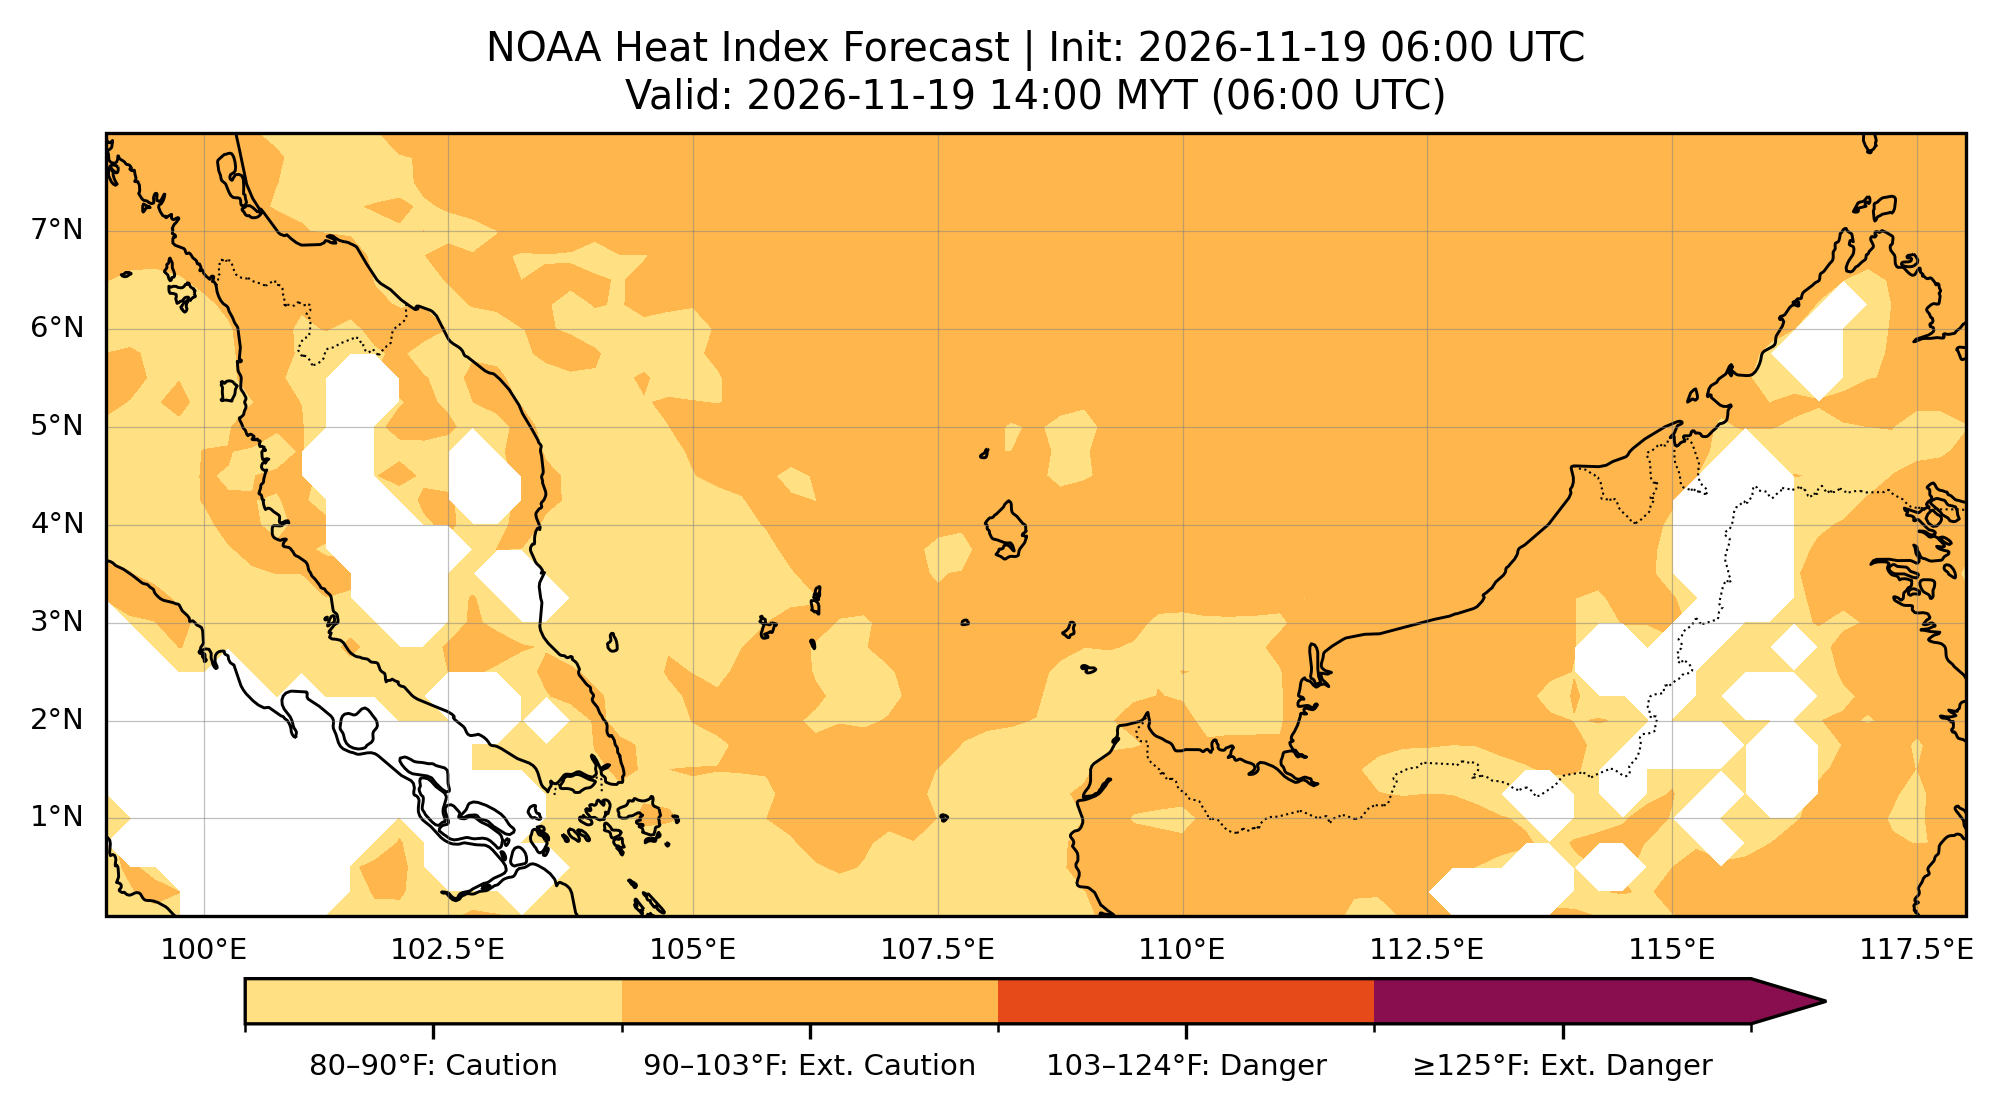 NOAA Heat Index Forecast | Init: 2026-11-19 06:00 UTC
Valid: 2026-11-19 14:00 MYT (06:00 UTC)
7°N
6°N
5°N
4°N
3°N
2°N
1°N
100°E 102.5°E 105°E 107.5°E 110°E 112.5°E 115°E 117.5°E
80–90°F: Caution 90–103°F: Ext. Caution 103–124°F: Danger ≥125°F: Ext. Danger